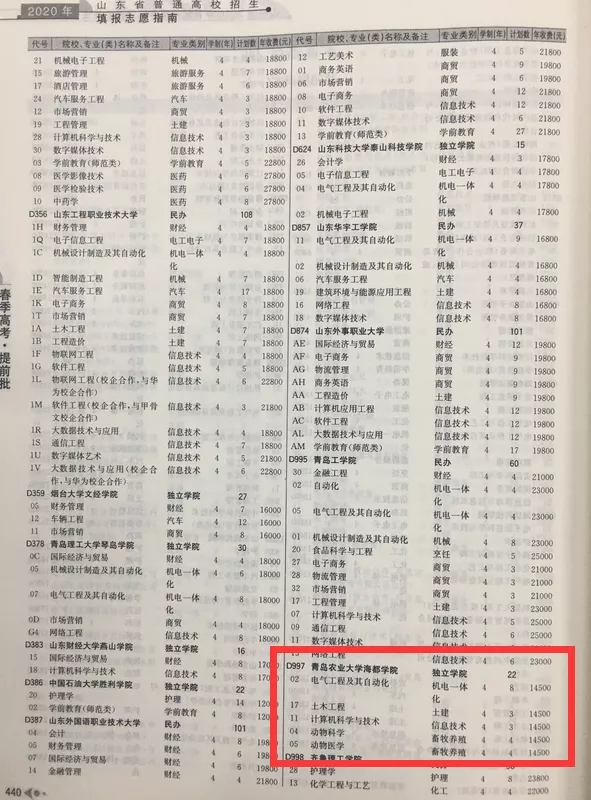 2020年 山东省普通高校招生
填报志愿指南
春季高考·提前批
代号 院校,专业(类)名称及备注 专业类别 学制(年) 计划数 年收费(元)
21 机械电子工程 机械 4 4 18800
15 旅游管理 旅游服务 4 4 18800
17 酒店管理 旅游服务 4 7 18800
24 汽车服务工程 汽车 4 3 18800
12 市场营销 商贸 4 3 18800
19 工程管理 土建 4 3 18800
28 计算机科学与技术 信息技术 4 3 18800
30 数字媒体技术 信息技术 4 3 18800
03 学前教育(师范类) 学前教育 4 5 22800
08 医学影像技术 医药 4 6 27800
09 医学检验技术 医药 4 6 27800
10 中药学 医药 4 8 27800
D356 山东工程职业技术大学 民办 108
1H 财务管理 财经 4 7 18800
1Q 电子信息工程 电工电子 4 7 18800
1C 机械设计制造及其自动化 机电一体 4 4 18800
化
1D 智能制造工程 机械 4 7 18800
1E 汽车服务工程 汽车 4 17 18800
1K 电子商务 商贸 4 8 18800
1T 市场营销 商贸 4 4 18800
1A 土木工程 土建 4 7 18800
1B 工程造价 土建 4 7 18800
1F 物联网工程 信息技术 4 4 18800
1G 软件工程 信息技术 4 5 18800
1L 物联网工程(校企合作,与华 信息技术 4 6 22800
为校企合作)
1M 软件工程(校企合作,与甲骨 信息技术 4 3 21800
文校企合作)
1R 大数据技术与应用 信息技术 4 4 18800
1S 通信工程 信息技术 4 7 18800
1U 数字媒体艺术 信息技术 4 5 21800
1V 大数据技术与应用(校企合 信息技术 4 6 22800
作,与华为校企合作)
D359 烟台大学文经学院 独立学院 27
05 财务管理 财经 4 7 16000
12 车辆工程 汽车 4 12 16000
11 市场营销 商贸 4 8 16000
D378 青岛理工大学琴岛学院 独立学院 30
0C 国际经济与贸易 财经 4 8 18000
05 机械设计制造及其自动化 机电一体 4 6 18000
化
07 电气工程及其自动化 机电一体 4 8 18000
化
0D 市场营销 商贸 4 4 18000
G4 网络工程 信息技术 4 4 18000
D383 山东财经大学燕山学院 独立学院 16
15 国际经济与贸易 财经 4 8
18 计算机科学与技术 信息技术 4 8
D386 中国石油大学胜利学院 独立学院 22
20 护理学 护理 4 14 12000
02 学前教育(师范类) 学前教育 4 8 12000
D387 山东外国语职业技术大学 民办 101
04 会计 财经 4 8
06 财务管理 财经 4 8
07 国际经济与贸易 财经 4 8
14 金融管理 财经 4 4 21800
440
代号 院校,专业(类)名称及备注 专业类别 学制(年) 计划数 年收费(元)
12 工艺美术 服装 4 5 21800
01 商务英语 商贸 4 9 19800
06 市场营销 商贸 4 6 19800
08 电子商务 商贸 4 12 21800
10 软件工程 信息技术 4 8 21800
11 数字媒体技术 信息技术 4 12 21800
13 学前教育(师范类) 学前教育 4 27 21800
D624 山东科技大学泰山科技学院 独立学院 15
26 会计学 财经 4 3 17800
05 电子信息工程 电工电子 4 4 17800
04 电气工程及其自动化 机电一体 4 4 17800
化
02 机械电子工程 机械 4 4 17800
D857 山东华宇工学院 民办 37
11 电气工程及其自动化 机电一体 4 9 16800
化
02 机械设计制造及其自动化 机械 4 4 16800
06 汽车服务工程 汽车 4 4 16800
19 建筑环境与能源应用工程 土建 4 4 16800
16 网络工程 信息技术 4 8 16800
18 数字媒体技术 信息技术 4 8 16800
D874 山东外事职业大学 民办 101
AE 国际经济与贸易 财经 4 12 19800
AF 电子商务 商贸 4 9 19800
AG 物流管理 商贸 4 9 19800
AH 商务英语 商贸 4 9 19800
AA 工程造价 土建 4 9 19800
AB 计算机应用工程 信息技术 4 12 19800
AC 软件工程 信息技术 4 12 19800
AL 大数据技术与应用 信息技术 4 12 19800
AM 学前教育(师范类) 学前教育 4 17 19800
D995 青岛工学院 民办 60
30 金融工程 财经 4 4 21000
02 自动化 机电一体 4 4 23000
化
05 电气工程及其自动化 机电一体 4 4 23000
化
01 机械设计制造及其自动化 机械 4 8 23000
20 食品科学与工程 烹饪 4 5 25000
27 电子商务 商贸 4 5 25000
28 物流管理 商贸 4 3 21000
32 市场营销 商贸 4 3 21000
17 工程管理 土建 4 3 23000
07 计算机科学与技术 信息技术 4 8
09 通信工程 信息技术 4 4
11 数字媒体技术 信息技术
13 网络工程 信息技术 4 6 23000
D997 青岛农业大学海都学院 独立学院 22
02 电气工程及其自动化 机电一体 4 8 14500
化
17 土木工程 土建 4 3 14500
11 计算机科学与技术 信息技术 4 3 14500
04 动物科学 畜牧养殖 4 4 14500
05 动物医学 畜牧养殖 4 4 14500
D998 齐鲁理工学院
28 护理学 护理 4 8 23800
13 化学工程与工艺 化工 4 4 22000